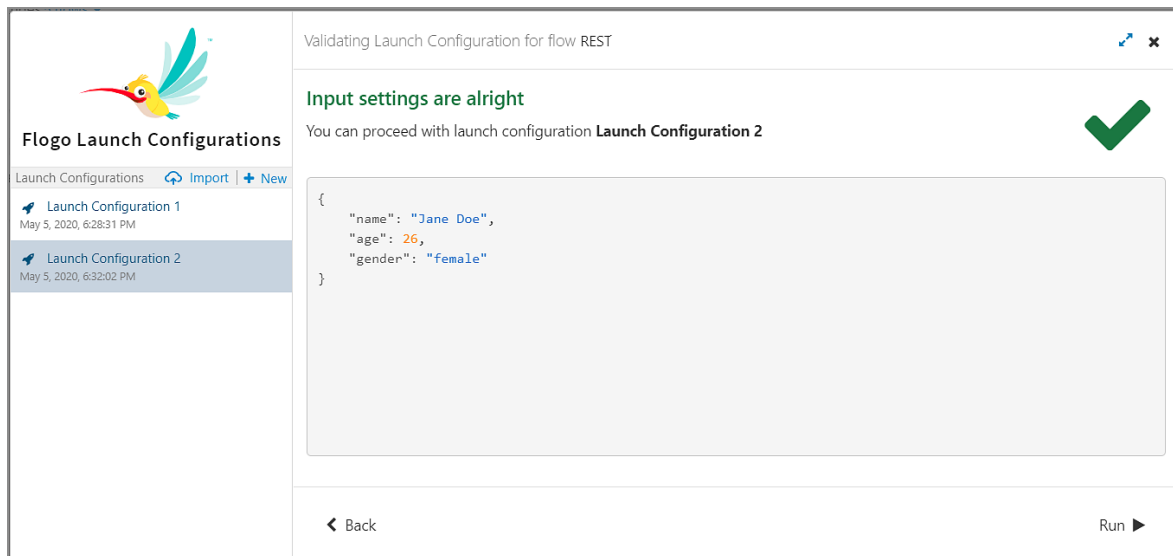 Flogo Launch Configurations
Launch Configurations Import New
Launch Configuration 1
May 5, 2020, 6:28:31 PM
Launch Configuration 2
May 5, 2020, 6:32:02 PM
Validating Launch Configuration for flow REST
Input settings are alright
You can proceed with launch configuration Launch Configuration 2
{
"name": "Jane Doe",
"age": 26,
"gender": "female"
}
Back
Run